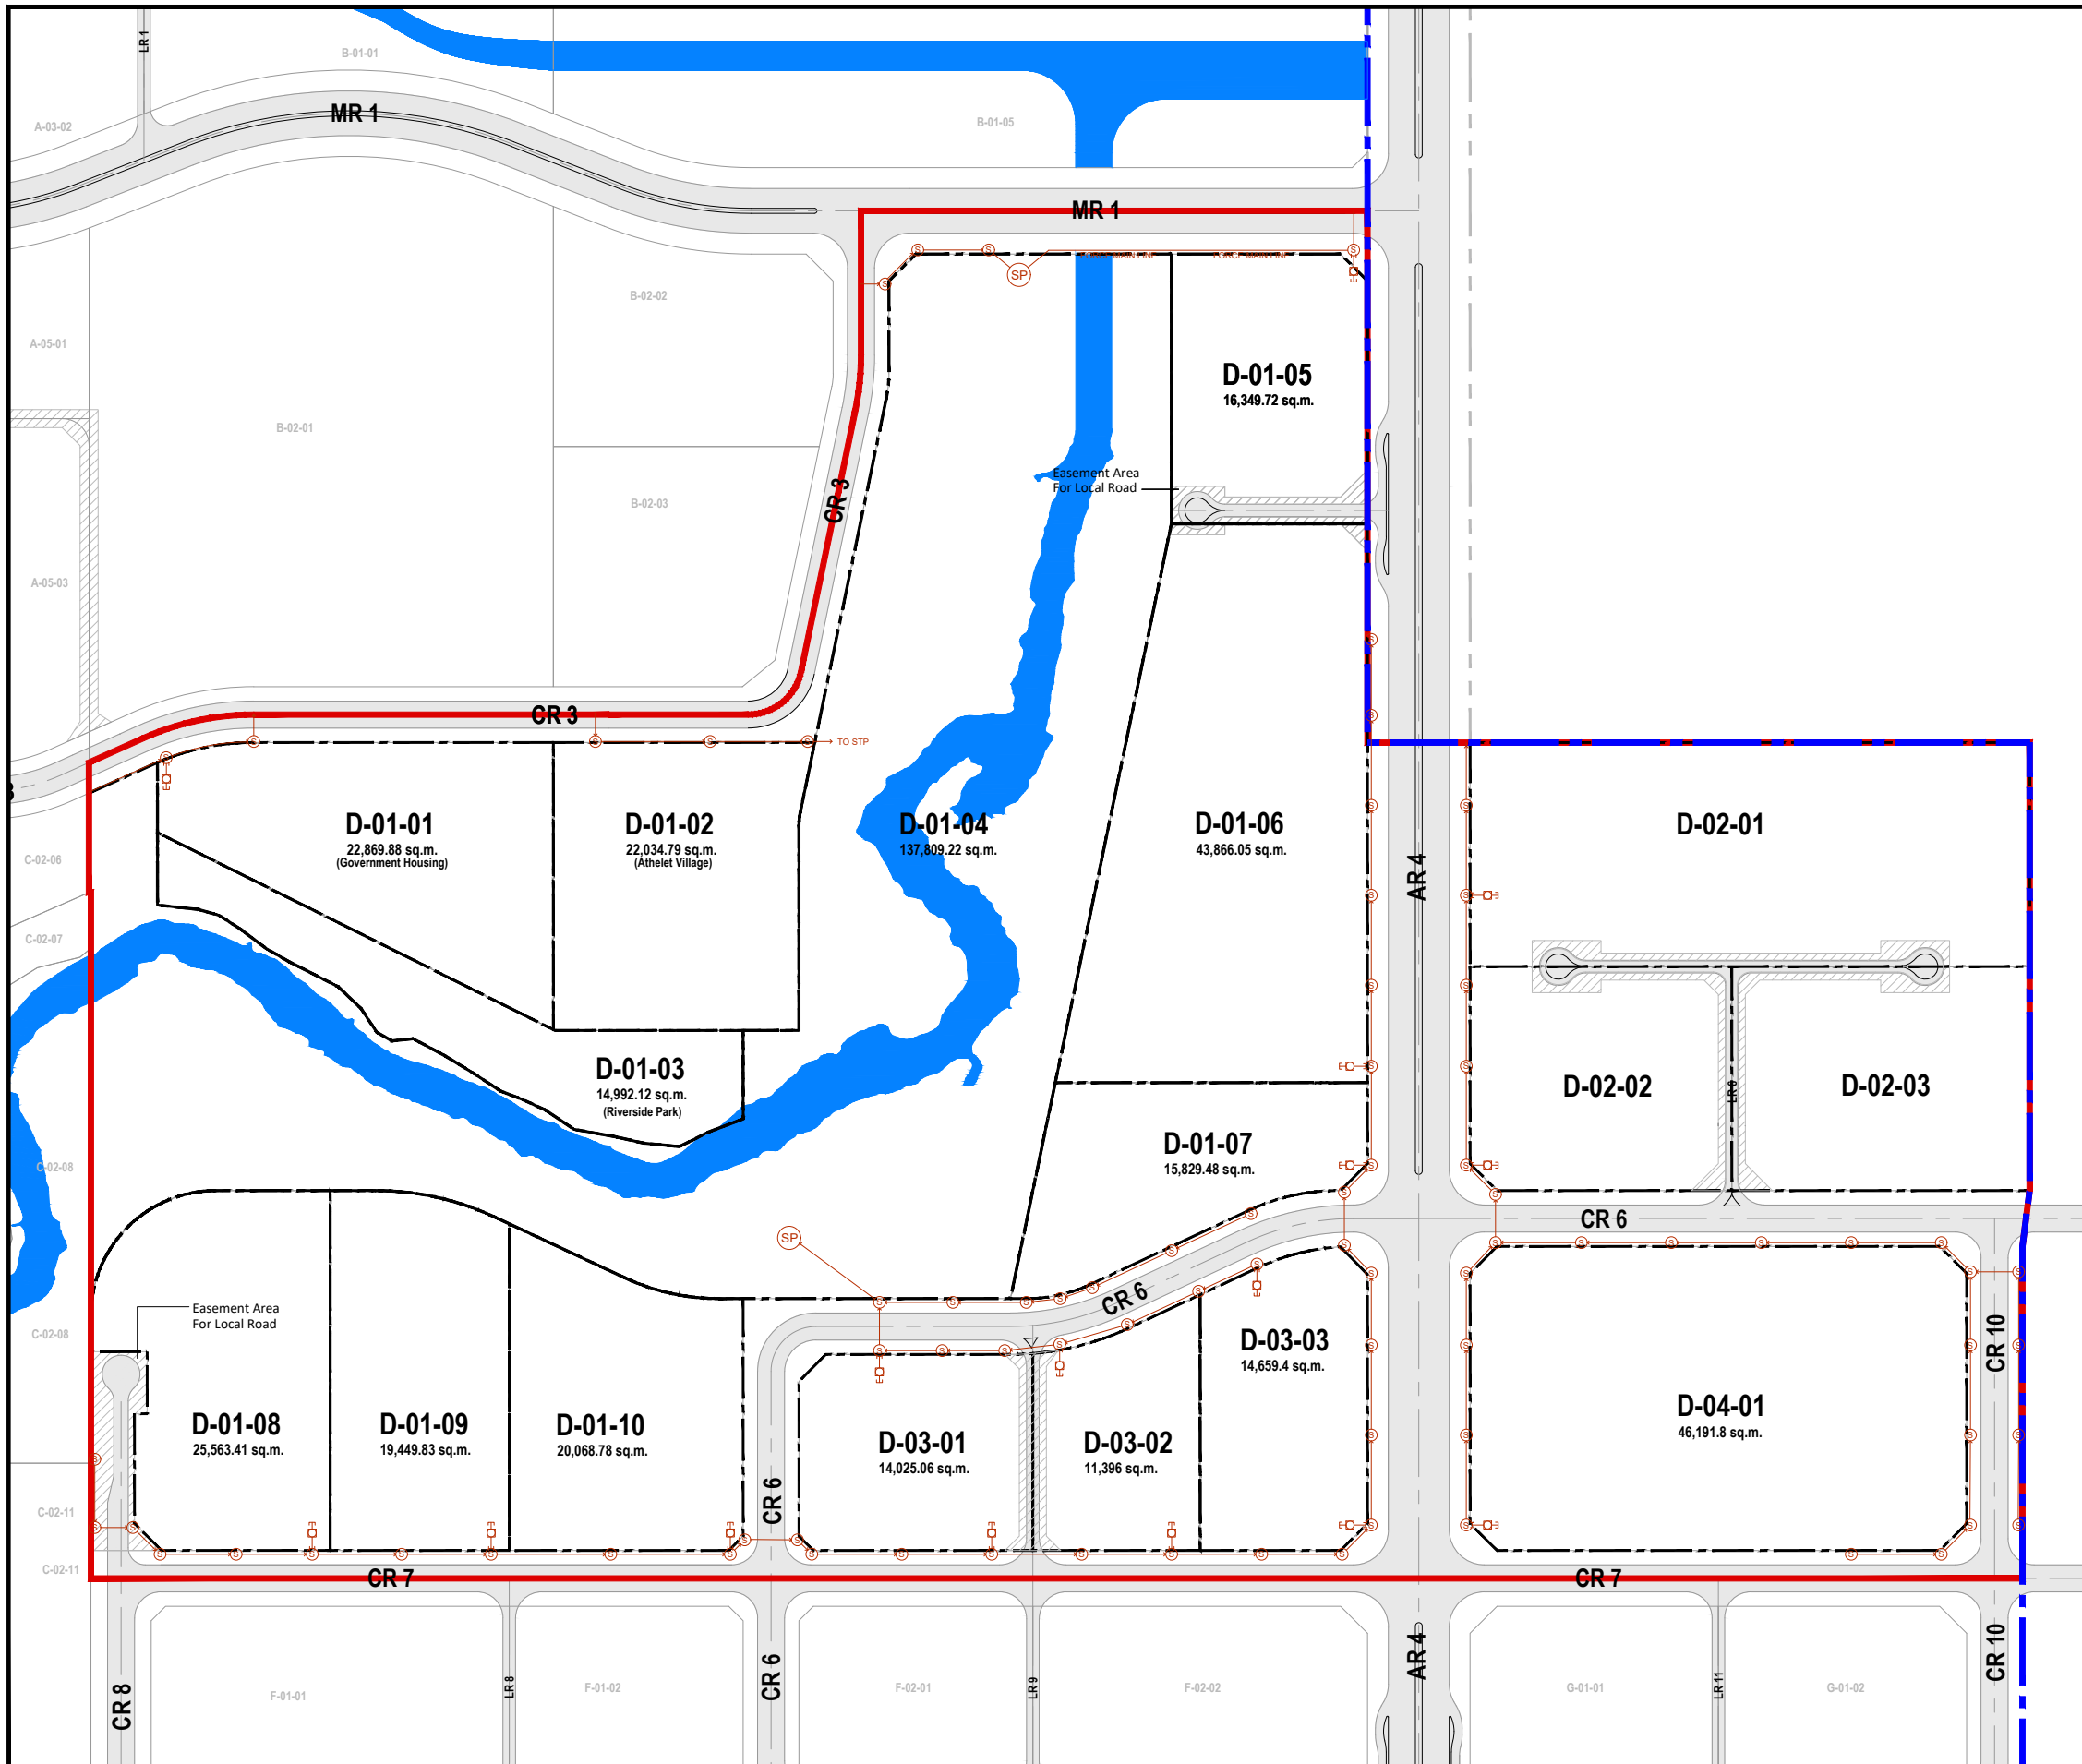 LR 1
B-01-01
A-03-02
MR 1
B-01-05
MR 1
FORCE MAIN LINE
FORCE MAIN LINE
SP
B-02-02
A-05-01
D-01-05
16,349.72 sq.m.
B-02-01
Easement Area
For Local Road
CR 3
B-02-03
A-05-03
CR 3
TO STP
D-01-01
22,869.88 sq.m.
(Government Housing)
D-01-02
22,034.79 sq.m.
(Athelet Village)
D-01-04
137,809.22 sq.m.
D-01-06
43,866.05 sq.m.
AR 4
D-02-01
C-02-06
C-02-07
D-01-03
14,992.12 sq.m.
(Riverside Park)
D-02-02
D-02-03
D-01-07
15,829.48 sq.m.
C-02-08
CR 6
SP
CR 6
Easement Area
For Local Road
C-02-08
D-03-03
14,659.4 sq.m.
CR 10
D-01-08
25,563.41 sq.m.
D-01-09
19,449.83 sq.m.
D-01-10
20,068.78 sq.m.
D-03-01
14,025.06 sq.m.
D-03-02
11,396 sq.m.
D-04-01
46,191.8 sq.m.
CR 6
C-02-11
C-02-11
CR 7
CR 7
CR 8
F-01-01
LR 8
F-01-02
CR 6
F-02-01
LR 9
F-02-02
AR 4
G-01-01
LR 11
G-01-02
CR 10